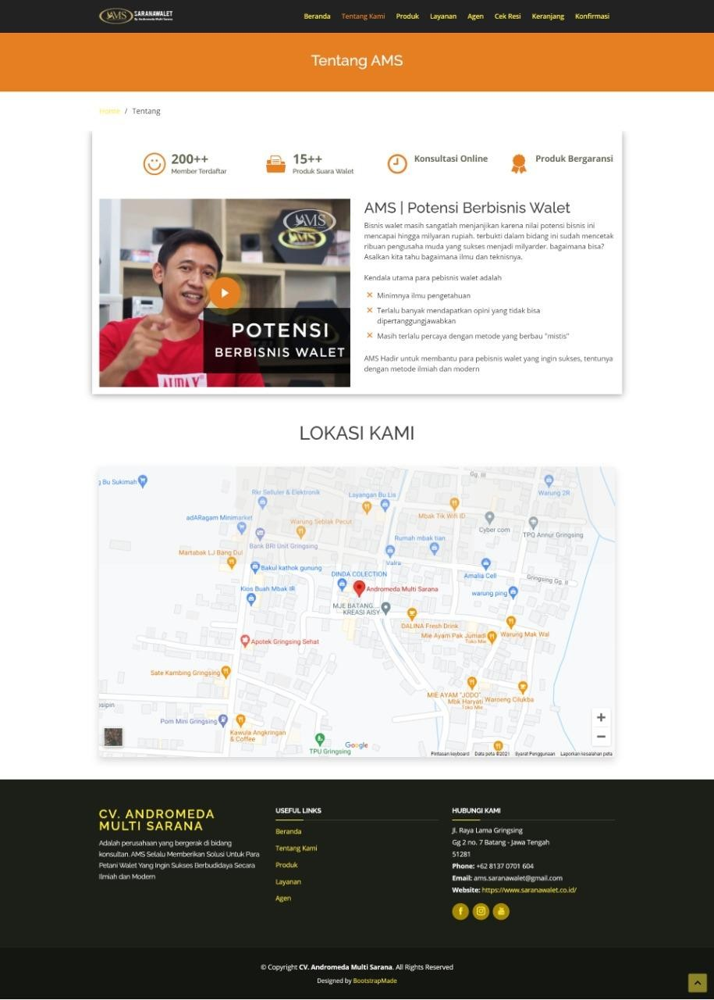 AMS SARANAWALET
By Andromeda Multi Sarana
Beranda Tentang Kami Produk Layanan Agen Cek Resi Keranjang Konfirmasi
Tentang AMS
Home / Tentang
200++
Member Terdaftar
15++
Produk Suara Walet
Konsultasi Online
Produk Bergaransi
AMS
AMS
POTENSI
BERBISNIS WALET
AMS | Potensi Berbisnis Walet
Bisnis walet masih sangatlah menjanjikan karena nilai potensi bisnis ini
mencapai hingga milyaran rupiah. terbukti dalam bidang ini sudah mencetak
ribuan pengusaha muda yang sukses menjadi milyarder. bagaimana bisa?
Asalkan kita tahu bagaimana ilmu dan teknisnya.
Kendala utama para pebisnis walet adalah
Minimnya ilmu pengetahuan
Terlalu banyak mendapatkan opini yang tidak bisa
dipertanggungjawabkan
Masih terlalu percaya dengan metode yang berbau "mistis"
AMS Hadir untuk membantu para pebisnis walet yang ingin sukses, tentunya
dengan metode ilmiah dan modern
LOKASI KAMI
Gg. III
g Bu Sukimah
Rkr Selluler & Elektronik
Layangan Bu Lis
Warung 2R
adARagam Minimarket
Warung Seblak Pecut
Mbak Tik Wifi ID
Cyber com
TPQ Annur Gringsing
Bank BRI Unit Gringsing
Rumah mbak tian
Martabak LJ Bang Dul
Valra
Bakul kathok gunung
DINDA COLECTION
Amalia Cell
Gringsing Gg. II
Kios Buah Mbak IR
Andromeda Multi Sarana
warung ping
MJE BATANG....
KREASI AISY
DALINA Fresh Drink
Mie Ayam Pak Jumadi
Toko Mie
Warung Mak Wal
Apotek Gringsing Sehat
Sate Kambing Gringsing
MIE AYAM "JODO"
Mbk Haryati
Toko Mie
Waroeng Cilukba
osipin
Pom Mini Gringsing
Kawula Angkringan
& Coffee
TPU Gringsing
Google
Pintasan keyboard Data peta ©2021 Syarat Penggunaan Laporkan kesalahan peta
CV. ANDROMEDA
MULTI SARANA
Adalah perusahaan yang bergerak di bidang
konsultan. AMS Selalu Memberikan Solusi Untuk Para
Petani Walet Yang Ingin Sukses Berbudidaya Secara
Ilmiah dan Modern
USEFUL LINKS
Beranda
Tentang Kami
Produk
Layanan
Agen
HUBUNGI KAMI
Jl. Raya Lama Gringsing
Gg 2 no. 7 Batang - Jawa Tengah
51281
Phone: +62 8137 0701 604
Email: ams.saranawalet@gmail.com
Website: https://www.saranawalet.co.id/
© Copyright CV. Andromeda Multi Sarana. All Rights Reserved
Designed by BootstrapMade